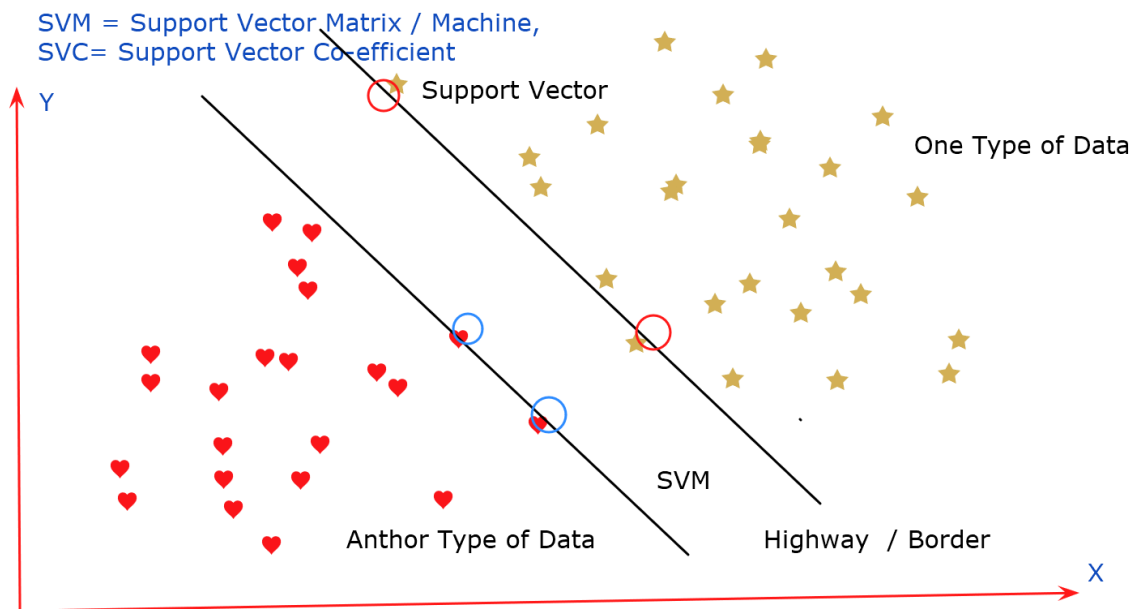 SVM = Support Vector Matrix / Machine,
SVC= Support Vector Co-efficient
Y
Support Vector
One Type of Data
SVM
Anthor Type of Data
Highway / Border
X